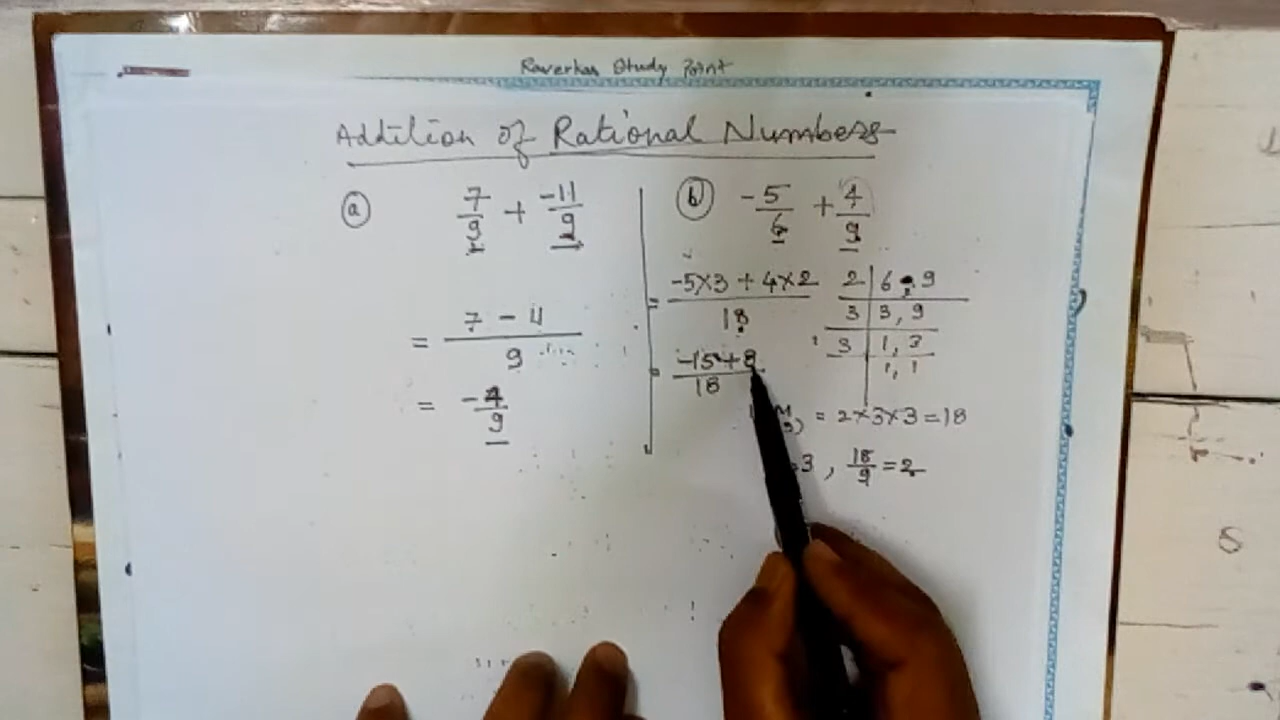 Raverkar Study Point
Addition of Rational Numbers
(a) 7/9 + -11/9
= 7 - 11 / 9
= -4/9
(b) -5/6 + 4/9
= -5×3 + 4×2 / 18
= -15 + 8 / 18
2 | 6, 9
3 | 3, 9
3 | 1, 3
1, 1
= 2×3×3 = 18
3, 18/9 = 2